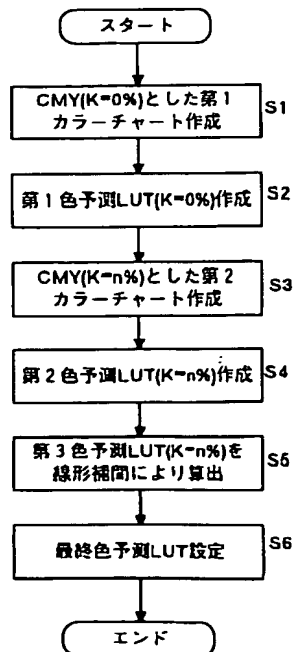 スタート
CMY(K=0%)とした第1
カラーチャート作成
S1
第1色予測LUT(K=0%)作成
S2
CMY(K=n%)とした第2
カラーチャート作成
S3
第2色予測LUT(K=n%)作成
S4
第3色予測LUT(K=n%)を
線形補間により算出
S5
最終色予測LUT設定
S6
エンド